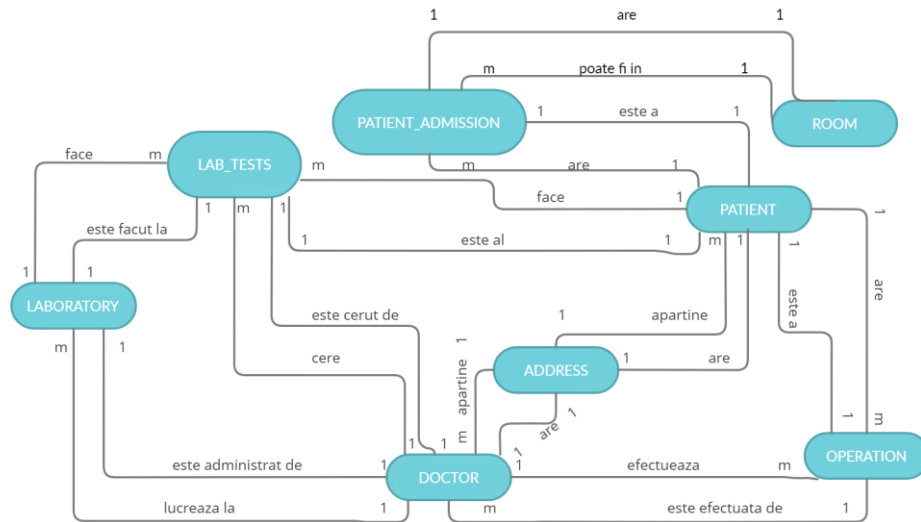 1 are 1
m poate fi in 1
PATIENT_ADMISSION
1 este a 1
ROOM
face m
LAB_TESTS
m
m are 1
face 1
PATIENT
1 m 1
este facut la
1 este al 1
m 1 1
1
are
1 1
LABORATORY
m 1
este cerut de
1 apartine
este a
cere
apartine 1
ADDRESS
1 are
m
are 1
1
1 1
1 m
este administrat de 1
DOCTOR
1 efectueaza m
OPERATION
lucreaza la 1
m este efectuata de 1